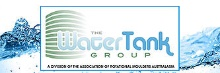 THE
WaterTank
GROUP
A DIVISION OF THE ASSOCIATION OF ROTATIONAL MOULDERS AUSTRALASIA